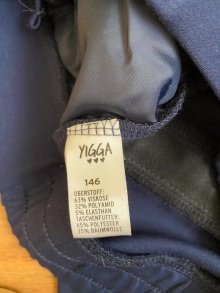 YIGGA
146
OBERSTOFF:
63% VISKOSE
32% POLYAMID
5% ELASTHAN
TASCHENFUTTER:
65% POLYESTER
35% BAUMWOLLE